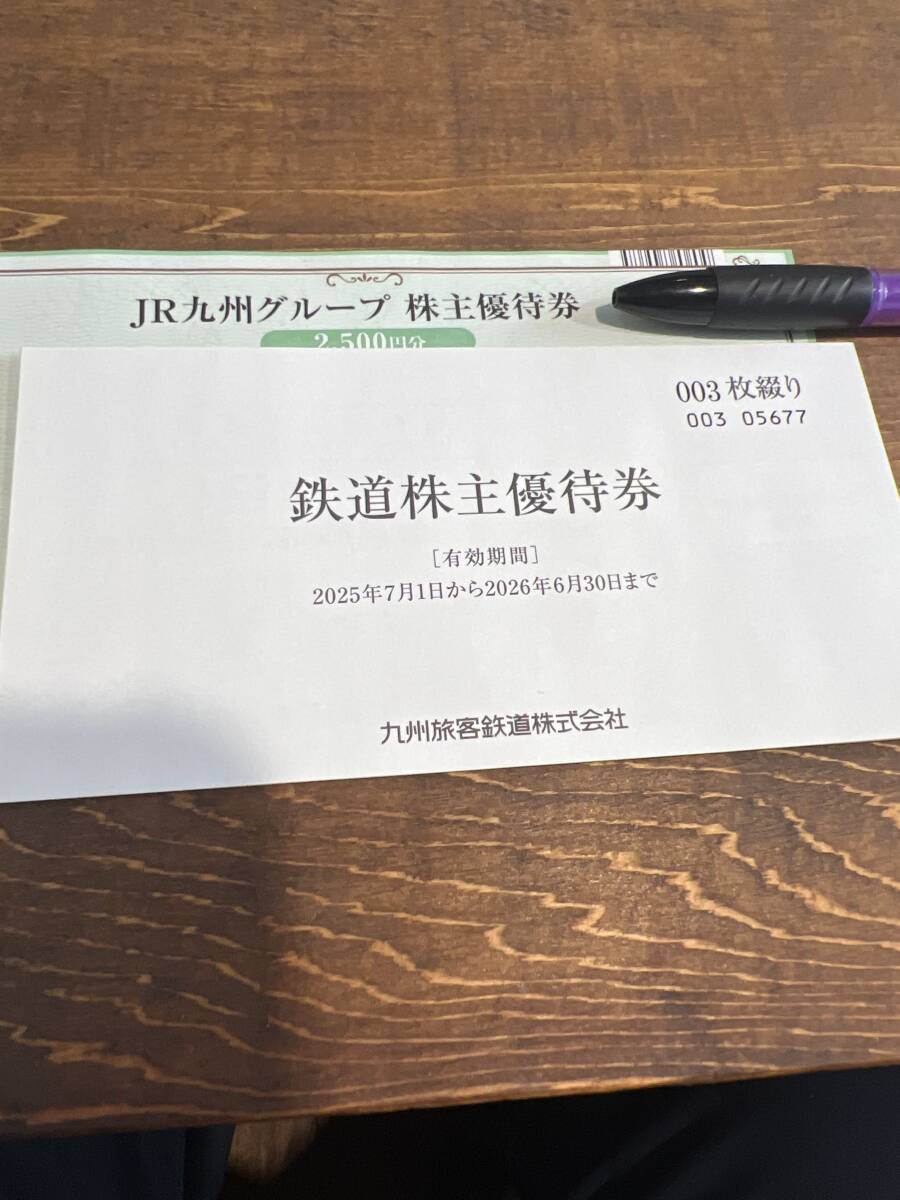 JR九州グループ 株主優待券
2,500円分
003枚綴り
003 05677
鉄道株主優待券
[有効期間]
2025年7月1日から2026年6月30日まで
九州旅客鉄道株式会社